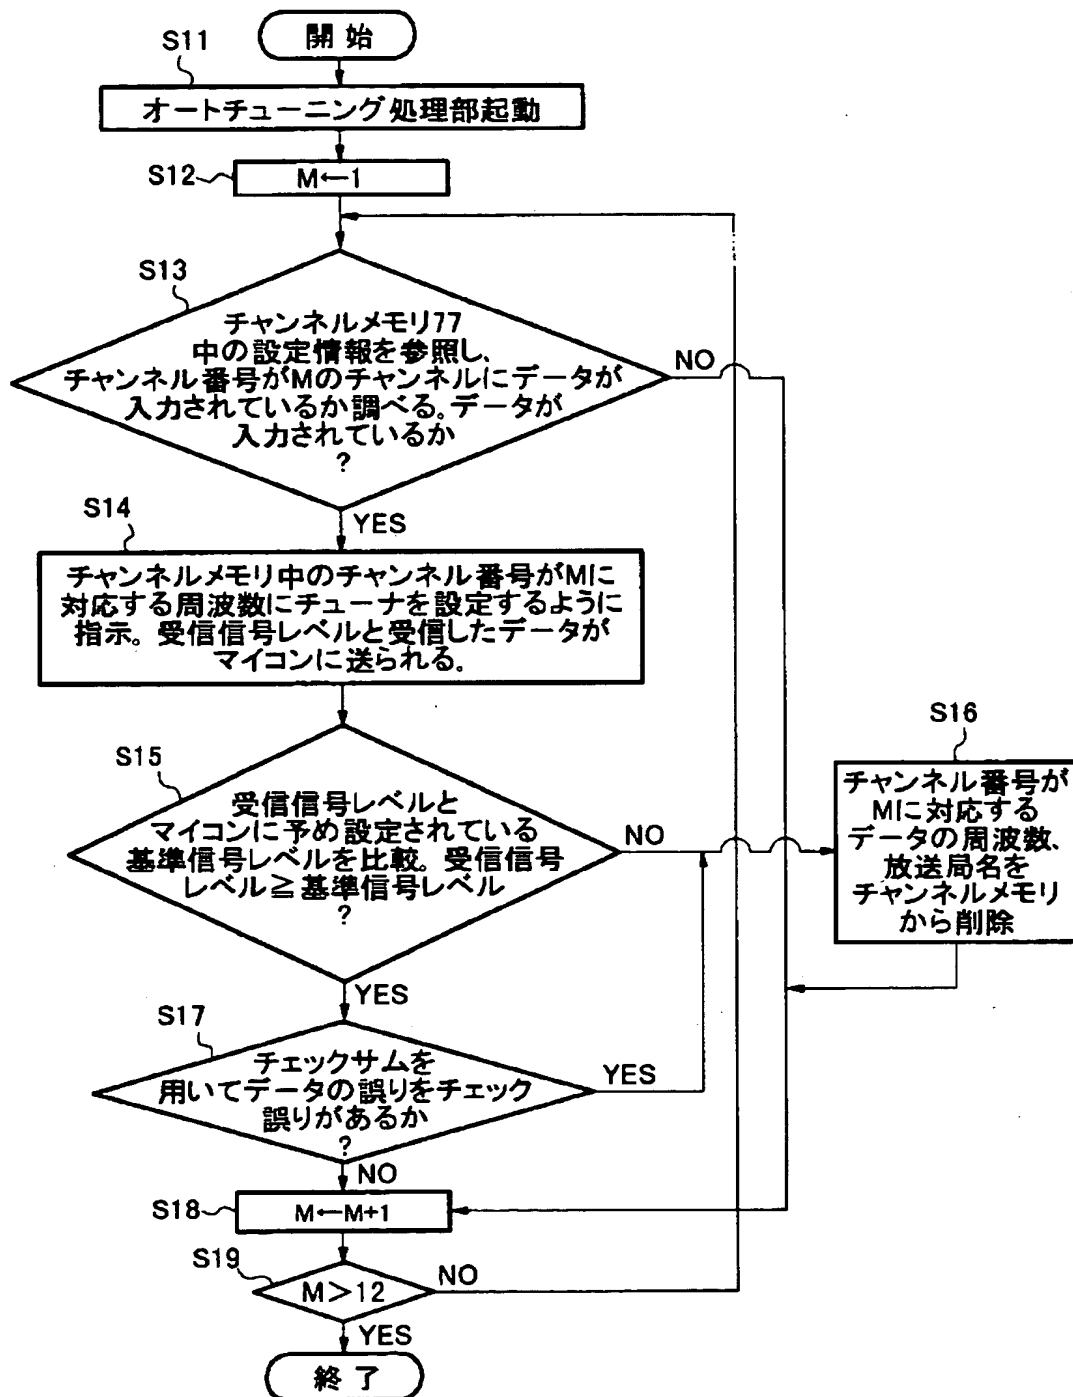 開始
S11
オートチューニング処理部起動
S12
M←1
S13
チャンネルメモリ77
中の設定情報を参照し、
チャンネル番号がMのチャンネルにデータが
入力されているか調べる。データが
入力されているか
?
NO
YES
S14
チャンネルメモリ中のチャンネル番号がMに
対応する周波数にチューナを設定するように
指示。受信信号レベルと受信したデータが
マイコンに送られる。
S15
受信信号レベルと
マイコンに予め設定されている
基準信号レベルを比較。受信信号
レベル≧基準信号レベル
?
NO
YES
S16
チャンネル番号が
Mに対応する
データの周波数、
放送局名を
チャンネルメモリ
から削除
S17
チェックサムを
用いてデータの誤りをチェック
誤りがあるか
?
YES
NO
S18
M←M+1
S19
M>12
NO
YES
終了